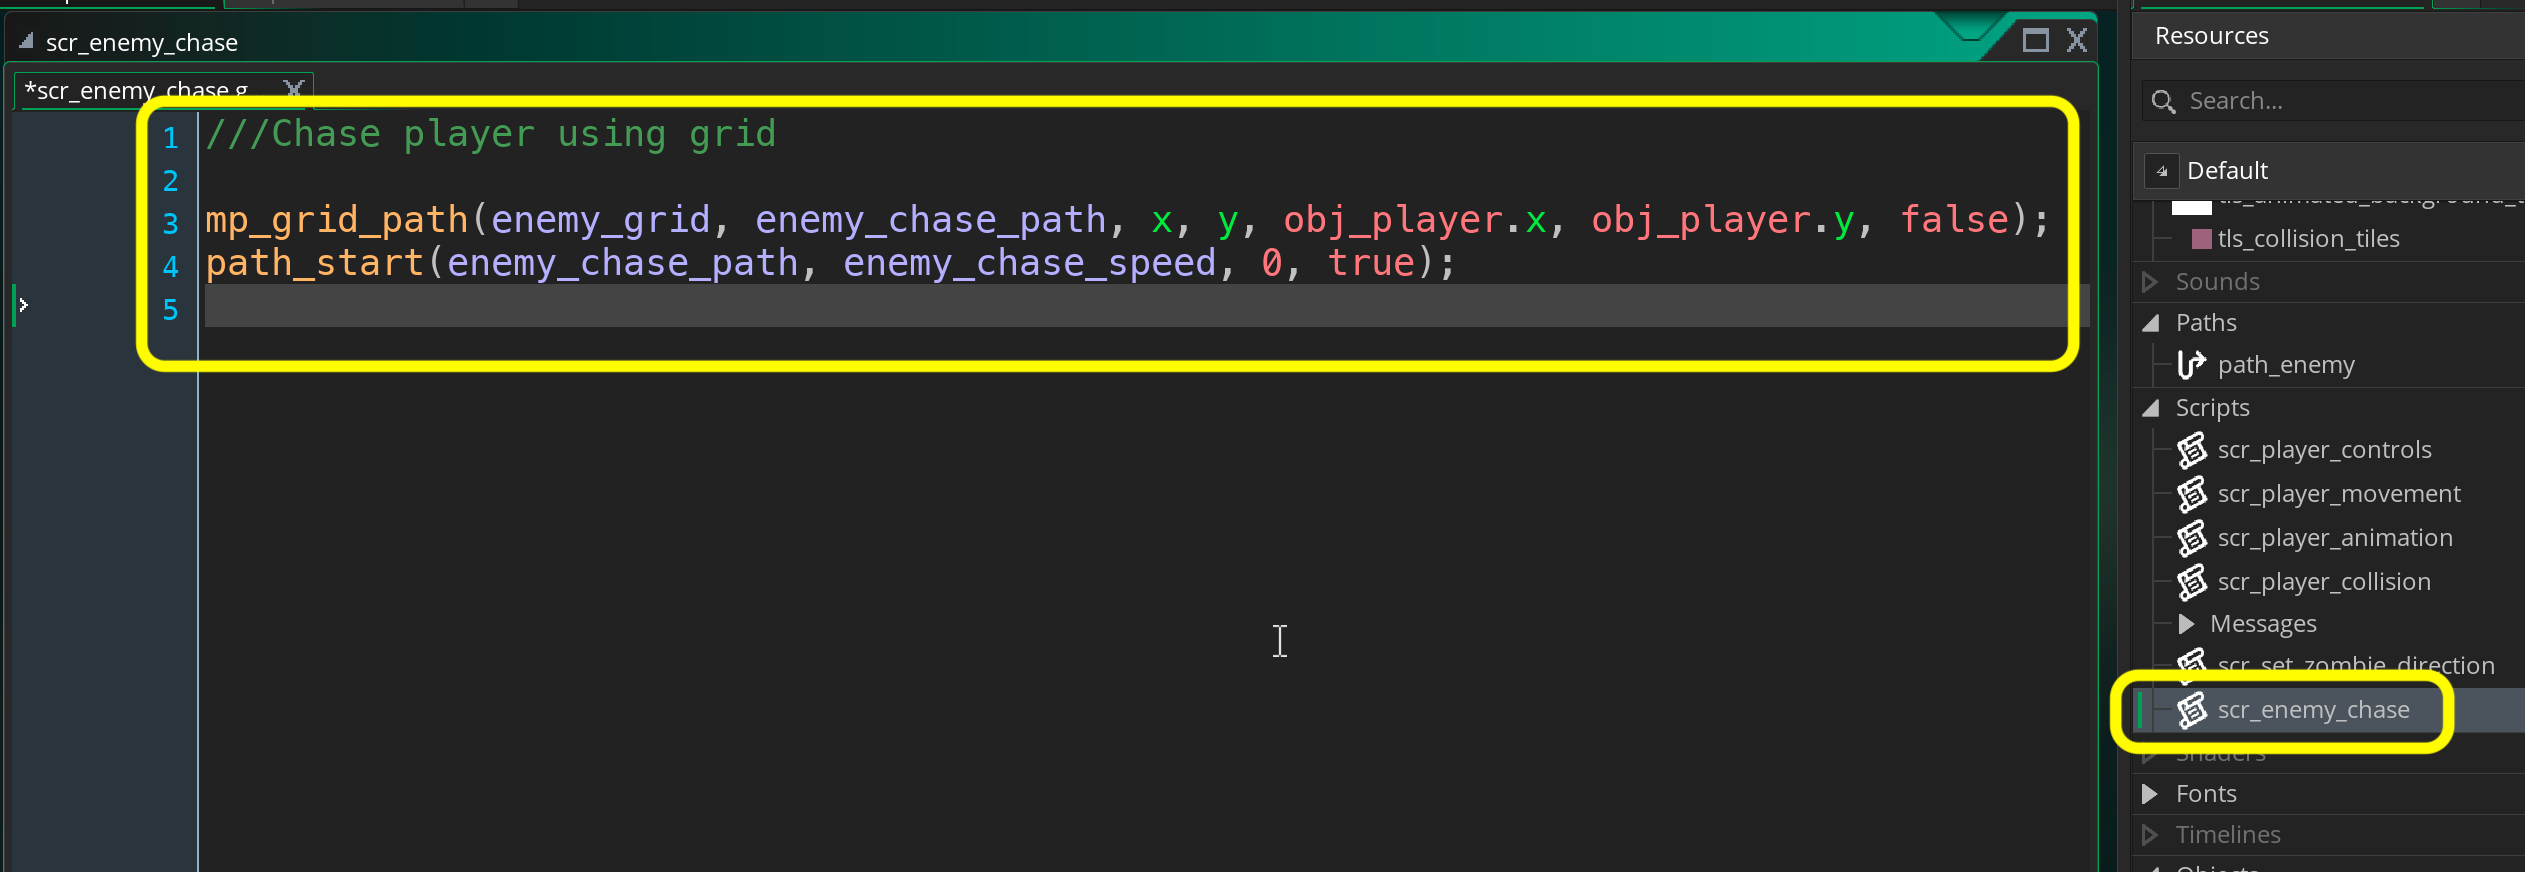 scr_enemy_chase
*scr_enemy_chase.g
1 ///Chase player using grid
2
3 mp_grid_path(enemy_grid, enemy_chase_path, x, y, obj_player.x, obj_player.y, false);
4 path_start(enemy_chase_path, enemy_chase_speed, 0, true);
5
Resources
Search...
Default
tls_collision_tiles
Sounds
Paths
path_enemy
Scripts
scr_player_controls
scr_player_movement
scr_player_animation
scr_player_collision
Messages
scr_set_zombie_direction
scr_enemy_chase
Shaders
Fonts
Timelines
Objects